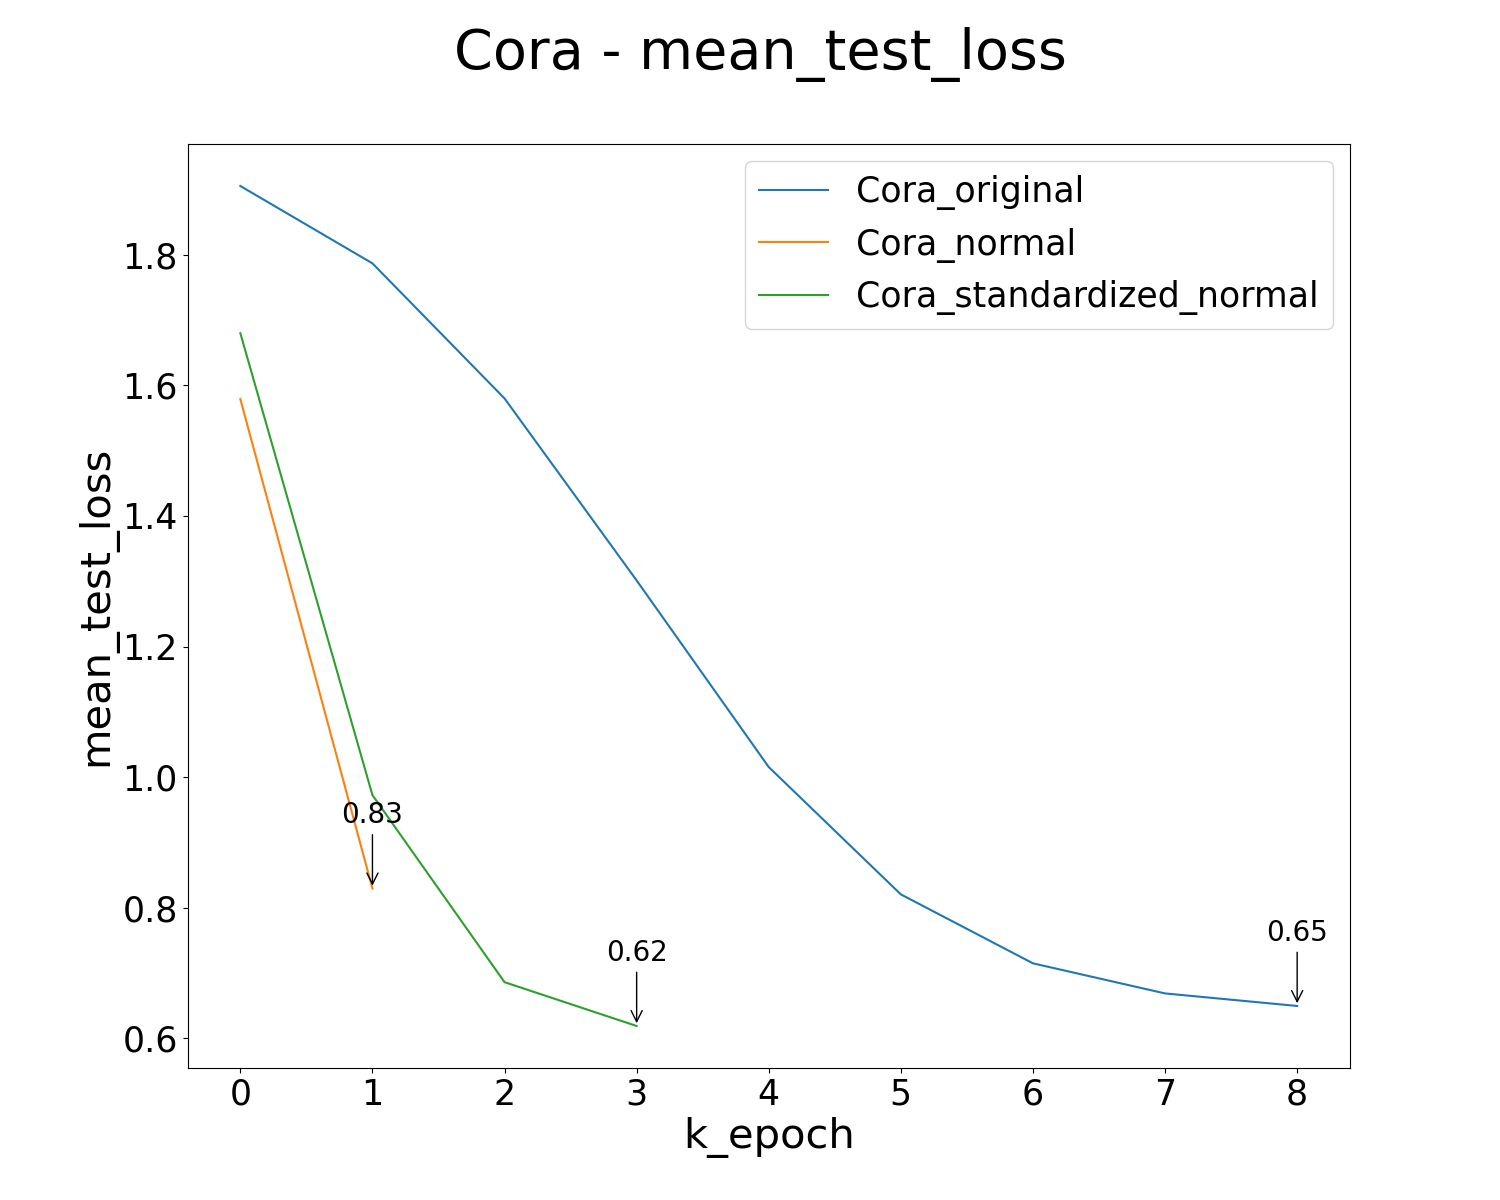 Cora - mean_test_loss
Cora_original
Cora_normal
Cora_standardized_normal
mean_test_loss
1.8
1.6
1.4
1.2
1.0
0.8
0.6
0.83
0.62
0.65
0 1 2 3 4 5 6 7 8
k_epoch